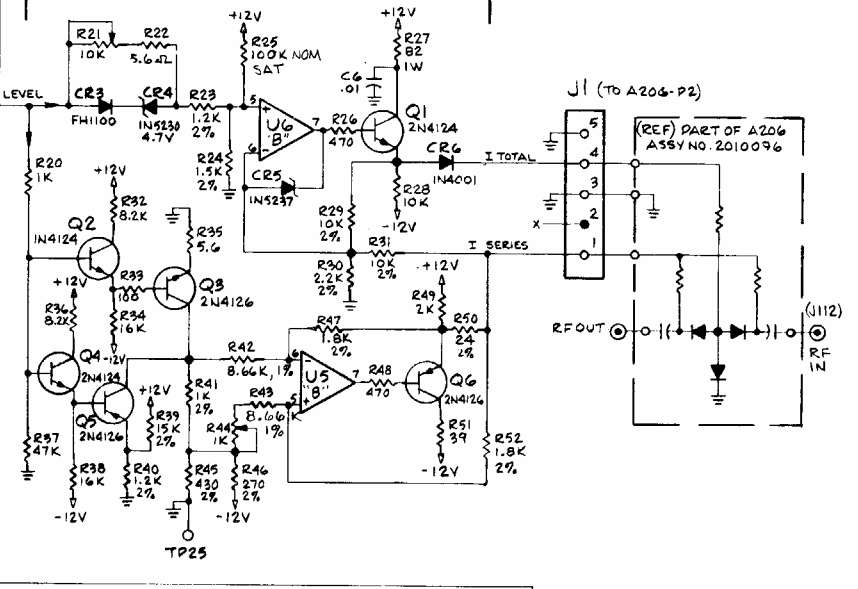 R21
10K
R22
5.6Ω
LEVEL
CR3
FH1100
CR4
1N5230
4.7V
R23
1.2K
2%
R24
1.5K
2%
+12V
R25
100K NOM
SAT
5
6
7
U6
"B"
CR5
1N5237
R26
470
+12V
R27
82
1W
C6
.01
Q1
2N4124
CR6
1N4001
R28
10K
-12V
I TOTAL
R29
10K
2%
R30
2.2K
2%
R31
10K
2%
I SERIES
J1 (TO A206-P2)
5
4
3
2
1
X
(REF) PART OF A206
ASSY NO. 2010076
RF OUT
(J112)
RF
IN
R20
1K
+12V
R32
8.2K
Q2
1N4124
R33
100
R34
16K
-12V
R35
5.6
Q3
2N4126
+12V
R36
8.2K
Q4
2N4124
Q5
2N4126
R37
47K
R38
16K
-12V
+12V
R39
15K
2%
R40
1.2K
2%
R41
1K
2%
R42
8.66K, 1%
R43
8.66K
1%
R44
1K
R45
430
2%
R46
270
2%
-12V
TP25
R47
1.8K
2%
6
5
7
U5
"B"
R48
470
+12V
R49
2K
R50
24
2%
Q6
2N4126
R51
39
-12V
R52
1.8K
2%